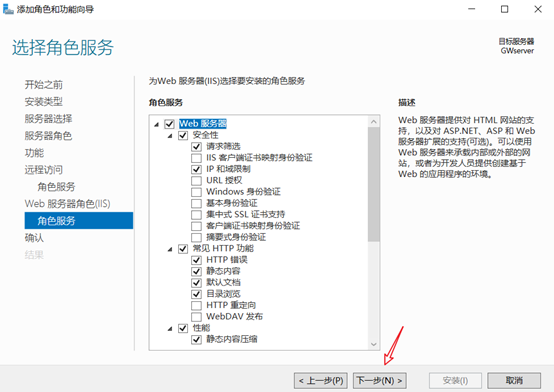 添加角色和功能向导
选择角色服务
目标服务器
GWserver
开始之前
安装类型
服务器选择
服务器角色
功能
远程访问
角色服务
Web 服务器角色(IIS)
角色服务
确认
结果
为Web 服务器(IIS)选择要安装的角色服务
角色服务
Web 服务器
安全性
请求筛选
IIS 客户端证书映射身份验证
IP 和域限制
URL 授权
Windows 身份验证
基本身份验证
集中式 SSL 证书支持
客户端证书映射身份验证
摘要式身份验证
常见 HTTP 功能
HTTP 错误
静态内容
默认文档
目录浏览
HTTP 重定向
WebDAV 发布
性能
静态内容压缩
描述
Web 服务器提供对 HTML 网站的支
持，以及对 ASP.NET、ASP 和 Web
服务器扩展的支持(可选)。可以使用
Web 服务器来承载内部或外部的网
站，或者为开发人员提供创建基于
Web 的应用程序的环境。
< 上一步(P)
下一步(N) >
安装(I)
取消